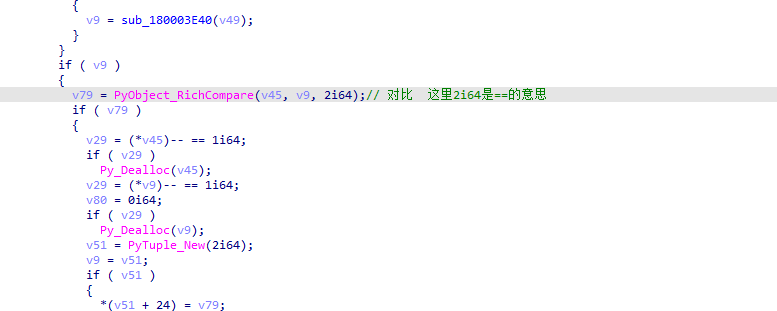 {
v9 = sub_180003E40(v49);
}
}
if ( v9 )
{
v79 = PyObject_RichCompare(v45, v9, 2i64);// 对比  这里2i64是==的意思
if ( v79 )
{
v29 = (*v45)-- == 1i64;
if ( v29 )
Py_Dealloc(v45);
v29 = (*v9)-- == 1i64;
v80 = 0i64;
if ( v29 )
Py_Dealloc(v9);
v51 = PyTuple_New(2i64);
v9 = v51;
if ( v51 )
{
*(v51 + 24) = v79;